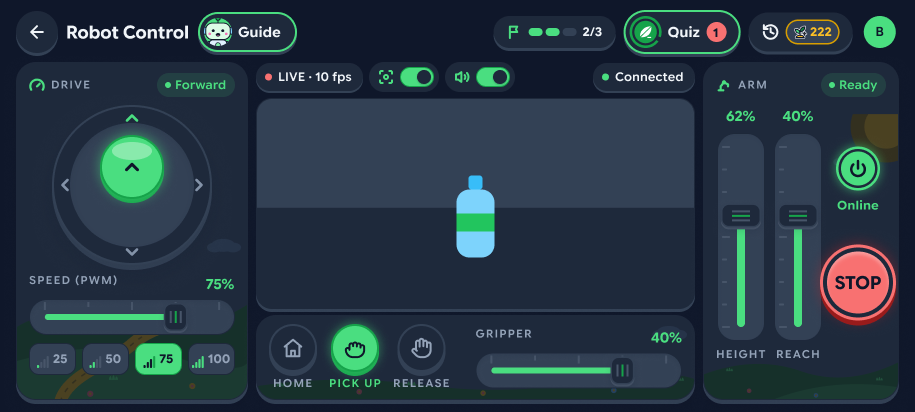 Robot Control
Guide
2/3
Quiz 1
222
B
DRIVE
Forward
SPEED (PWM)
75%
25
50
75
100
LIVE · 10 fps
Connected
HOME
PICK UP
RELEASE
GRIPPER
40%
ARM
Ready
62%
40%
Online
STOP
HEIGHT
REACH